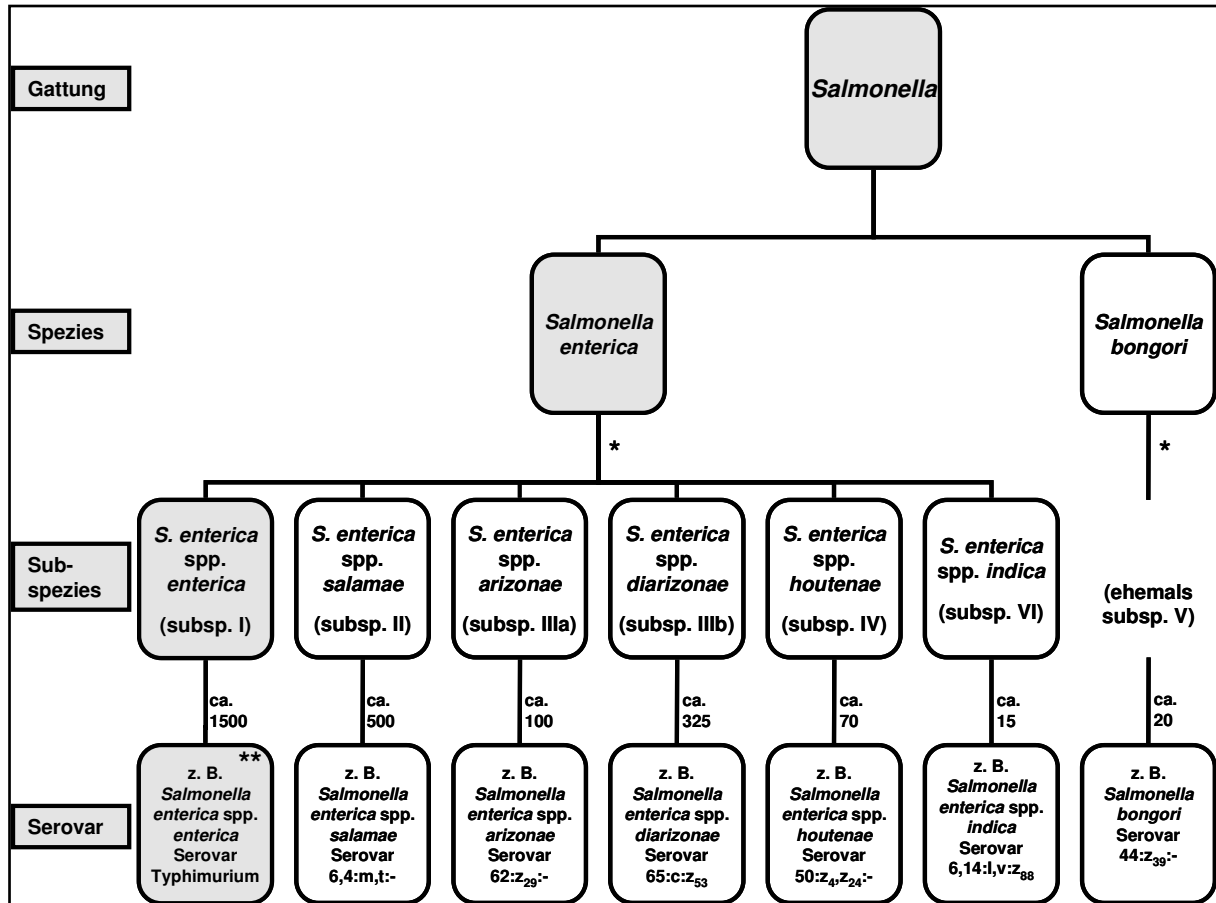 Gattung
Salmonella
Spezies
Salmonella
enterica
Salmonella
bongori
*
*
Sub-
spezies
S. enterica
spp.
enterica
(subsp. I)
S. enterica
spp.
salamae
(subsp. II)
S. enterica
spp.
arizonae
(subsp. IIIa)
S. enterica
spp.
diarizonae
(subsp. IIIb)
S. enterica
spp.
houtenae
(subsp. IV)
S. enterica
spp. indica
(subsp. VI)
(ehemals
subsp. V)
ca.
1500
ca.
500
ca.
100
ca.
325
ca.
70
ca.
15
ca.
20
Serovar
**
z. B.
Salmonella
enterica spp.
enterica
Serovar
Typhimurium
z. B.
Salmonella
enterica spp.
salamae
Serovar
6,4:m,t:-
z. B.
Salmonella
enterica spp.
arizonae
Serovar
62:z29:-
z. B.
Salmonella
enterica spp.
diarizonae
Serovar
65:c:z53
z. B.
Salmonella
enterica spp.
houtenae
Serovar
50:z4,z24:-
z. B.
Salmonella
enterica spp.
indica
Serovar
6,14:l,v:z88
z. B.
Salmonella
bongori
Serovar
44:z39:-